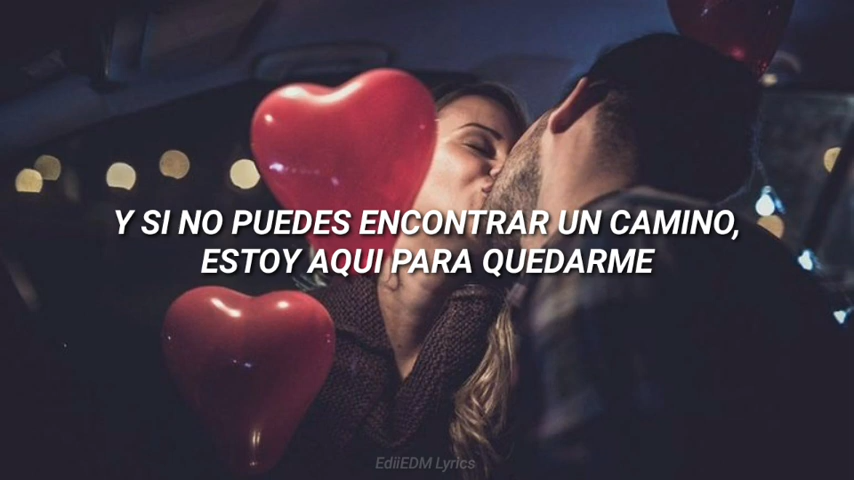 Y SI NO PUEDES ENCONTRAR UN CAMINO,
ESTOY AQUI PARA QUEDARME
EdiiEDM Lyrics